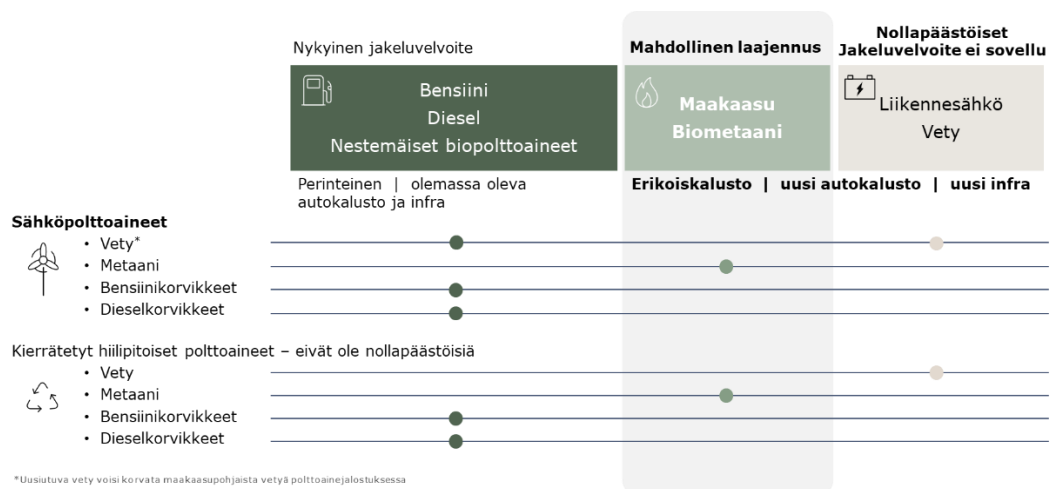 Nykyinen jakeluvelvoite
Mahdollinen laajennus
Nollapäästöiset
Jakeluvelvoite ei sovellu
Bensiini
Diesel
Nestemäiset biopolttoaineet
Maakaasu
Biometaani
Liikennesähkö
Vety
Perinteinen | olemassa oleva
autokalusto ja infra
Erikoiskalusto | uusi autokalusto | uusi infra
Sähköpolttoaineet
• Vety*
• Metaani
• Bensiinikorvikkeet
• Dieselkorvikkeet
Kierrätetyt hiilipitoiset polttoaineet – eivät ole nollapäästöisiä
• Vety
• Metaani
• Bensiinikorvikkeet
• Dieselkorvikkeet
*Uusiutuva vety voisi korvata maakaasupohjaista vetyä polttoainejalostuksessa